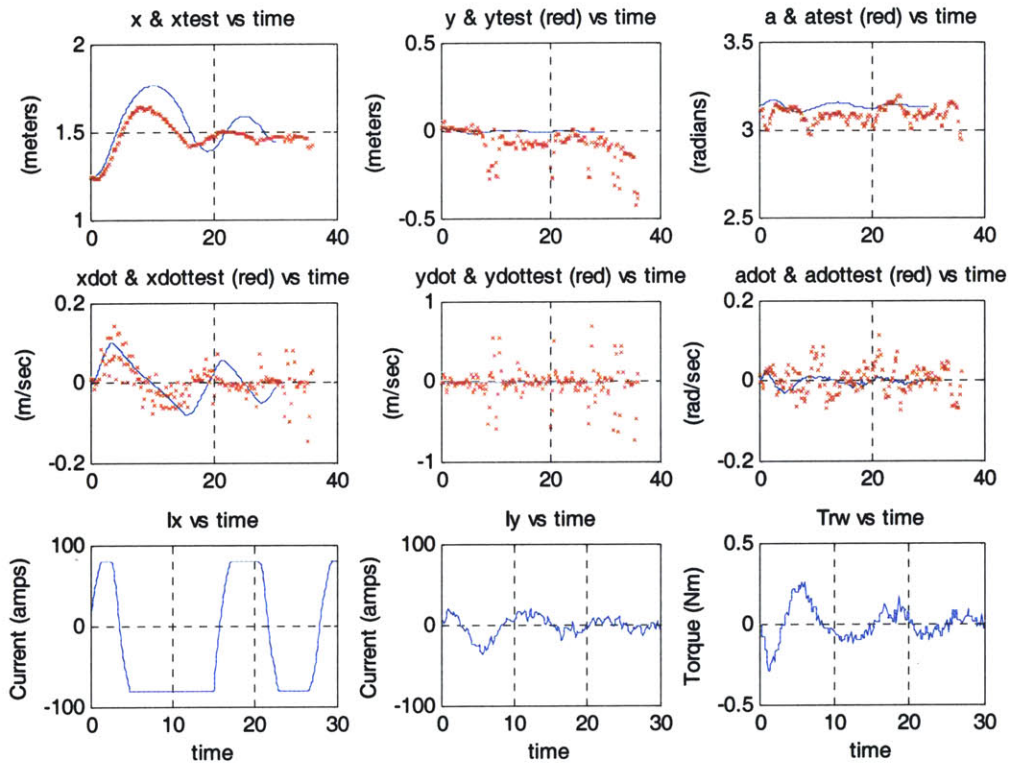 x & xtest vs time
y & ytest (red) vs time
a & atest (red) vs time
2
1.5
1
(meters)
0 20 40
0.5
0
-0.5
(meters)
0 20 40
3.5
3
2.5
(radians)
0 20 40
xdot & xdottest (red) vs time
ydot & ydottest (red) vs time
adot & adottest (red) vs time
0.2
0
-0.2
(m/sec)
0 20 40
1
0
-1
(m/sec)
0 20 40
0.2
0
-0.2
(rad/sec)
0 20 40
Ix vs time
Iy vs time
Trw vs time
100
0
-100
Current (amps)
0 10 20 30
time
100
0
-100
Current (amps)
0 10 20 30
time
0.5
0
-0.5
Torque (Nm)
0 10 20 30
time